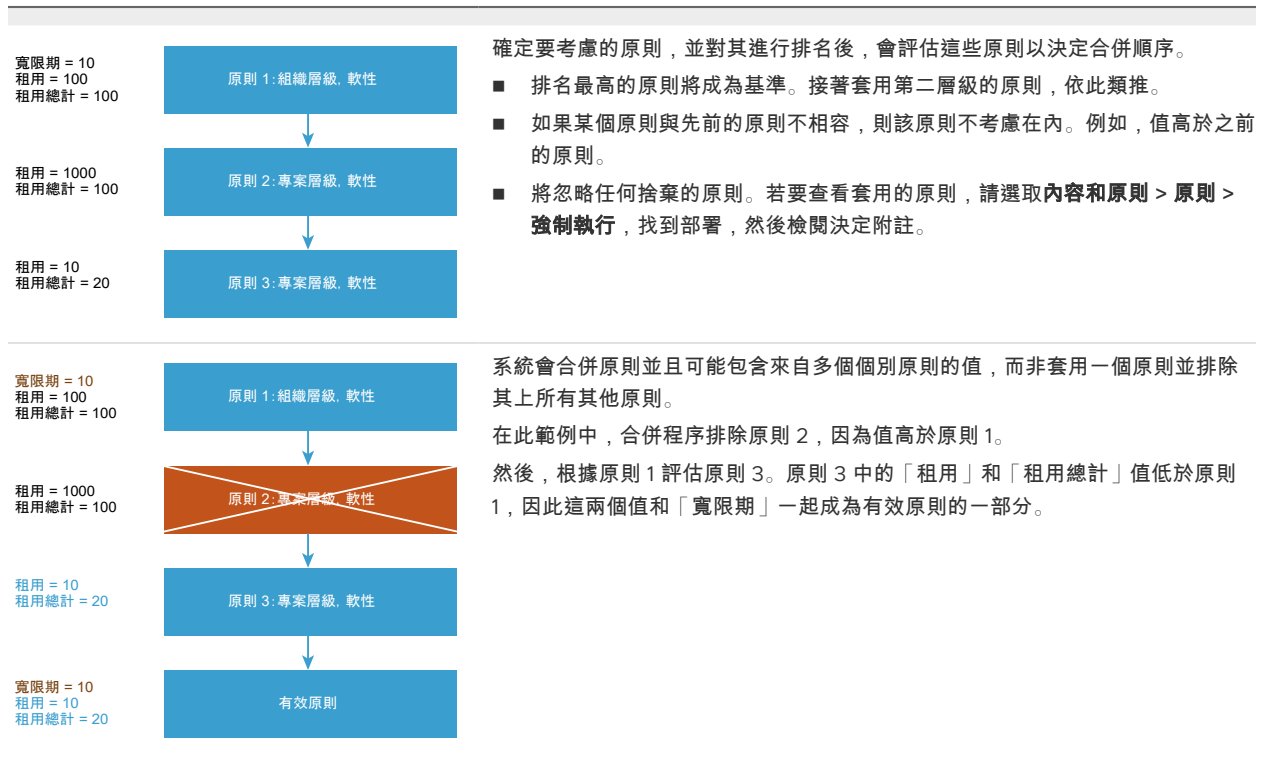 寬限期 = 10
租用 = 100
租用總計 = 100
原則 1:組織層級, 軟性
租用 = 1000
租用總計 = 100
原則 2:專案層級, 軟性
租用 = 10
租用總計 = 20
原則 3:專案層級, 軟性
確定要考慮的原則，並對其進行排名後，會評估這些原則以決定合併順序。
■ 排名最高的原則將成為基準。接著套用第二層級的原則，依此類推。
■ 如果某個原則與先前的原則不相容，則該原則不考慮在內。例如，值高於之前
的原則。
■ 將忽略任何捨棄的原則。若要查看套用的原則，請選取內容和原則 > 原則 >
強制執行，找到部署，然後檢閱決定附註。
寬限期 = 10
租用 = 100
租用總計 = 100
原則 1:組織層級, 軟性
租用 = 1000
租用總計 = 100
原則 2:專案層級, 軟性
租用 = 10
租用總計 = 20
原則 3:專案層級, 軟性
寬限期 = 10
租用 = 10
租用總計 = 20
有效原則
系統會合併原則並且可能包含來自多個個別原則的值，而非套用一個原則並排除
其上所有其他原則。
在此範例中，合併程序排除原則 2，因為值高於原則 1。
然後，根據原則 1 評估原則 3。原則 3 中的「租用」和「租用總計」值低於原則
1，因此這兩個值和「寬限期」一起成為有效原則的一部分。